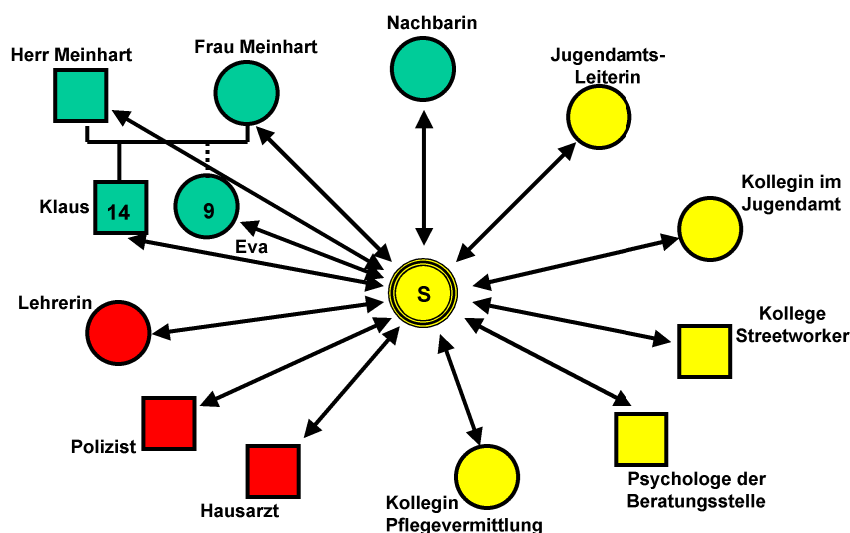 Nachbarin
Frau Meinhart
Herr Meinhart
Jugendamts-
Leiterin
Kollegin im
Jugendamt
Klaus
14
9
Eva
S
Lehrerin
Kollege
Streetworker
Polizist
Hausarzt
Kollegin
Pflegevermittlung
Psychologe der
Beratungsstelle